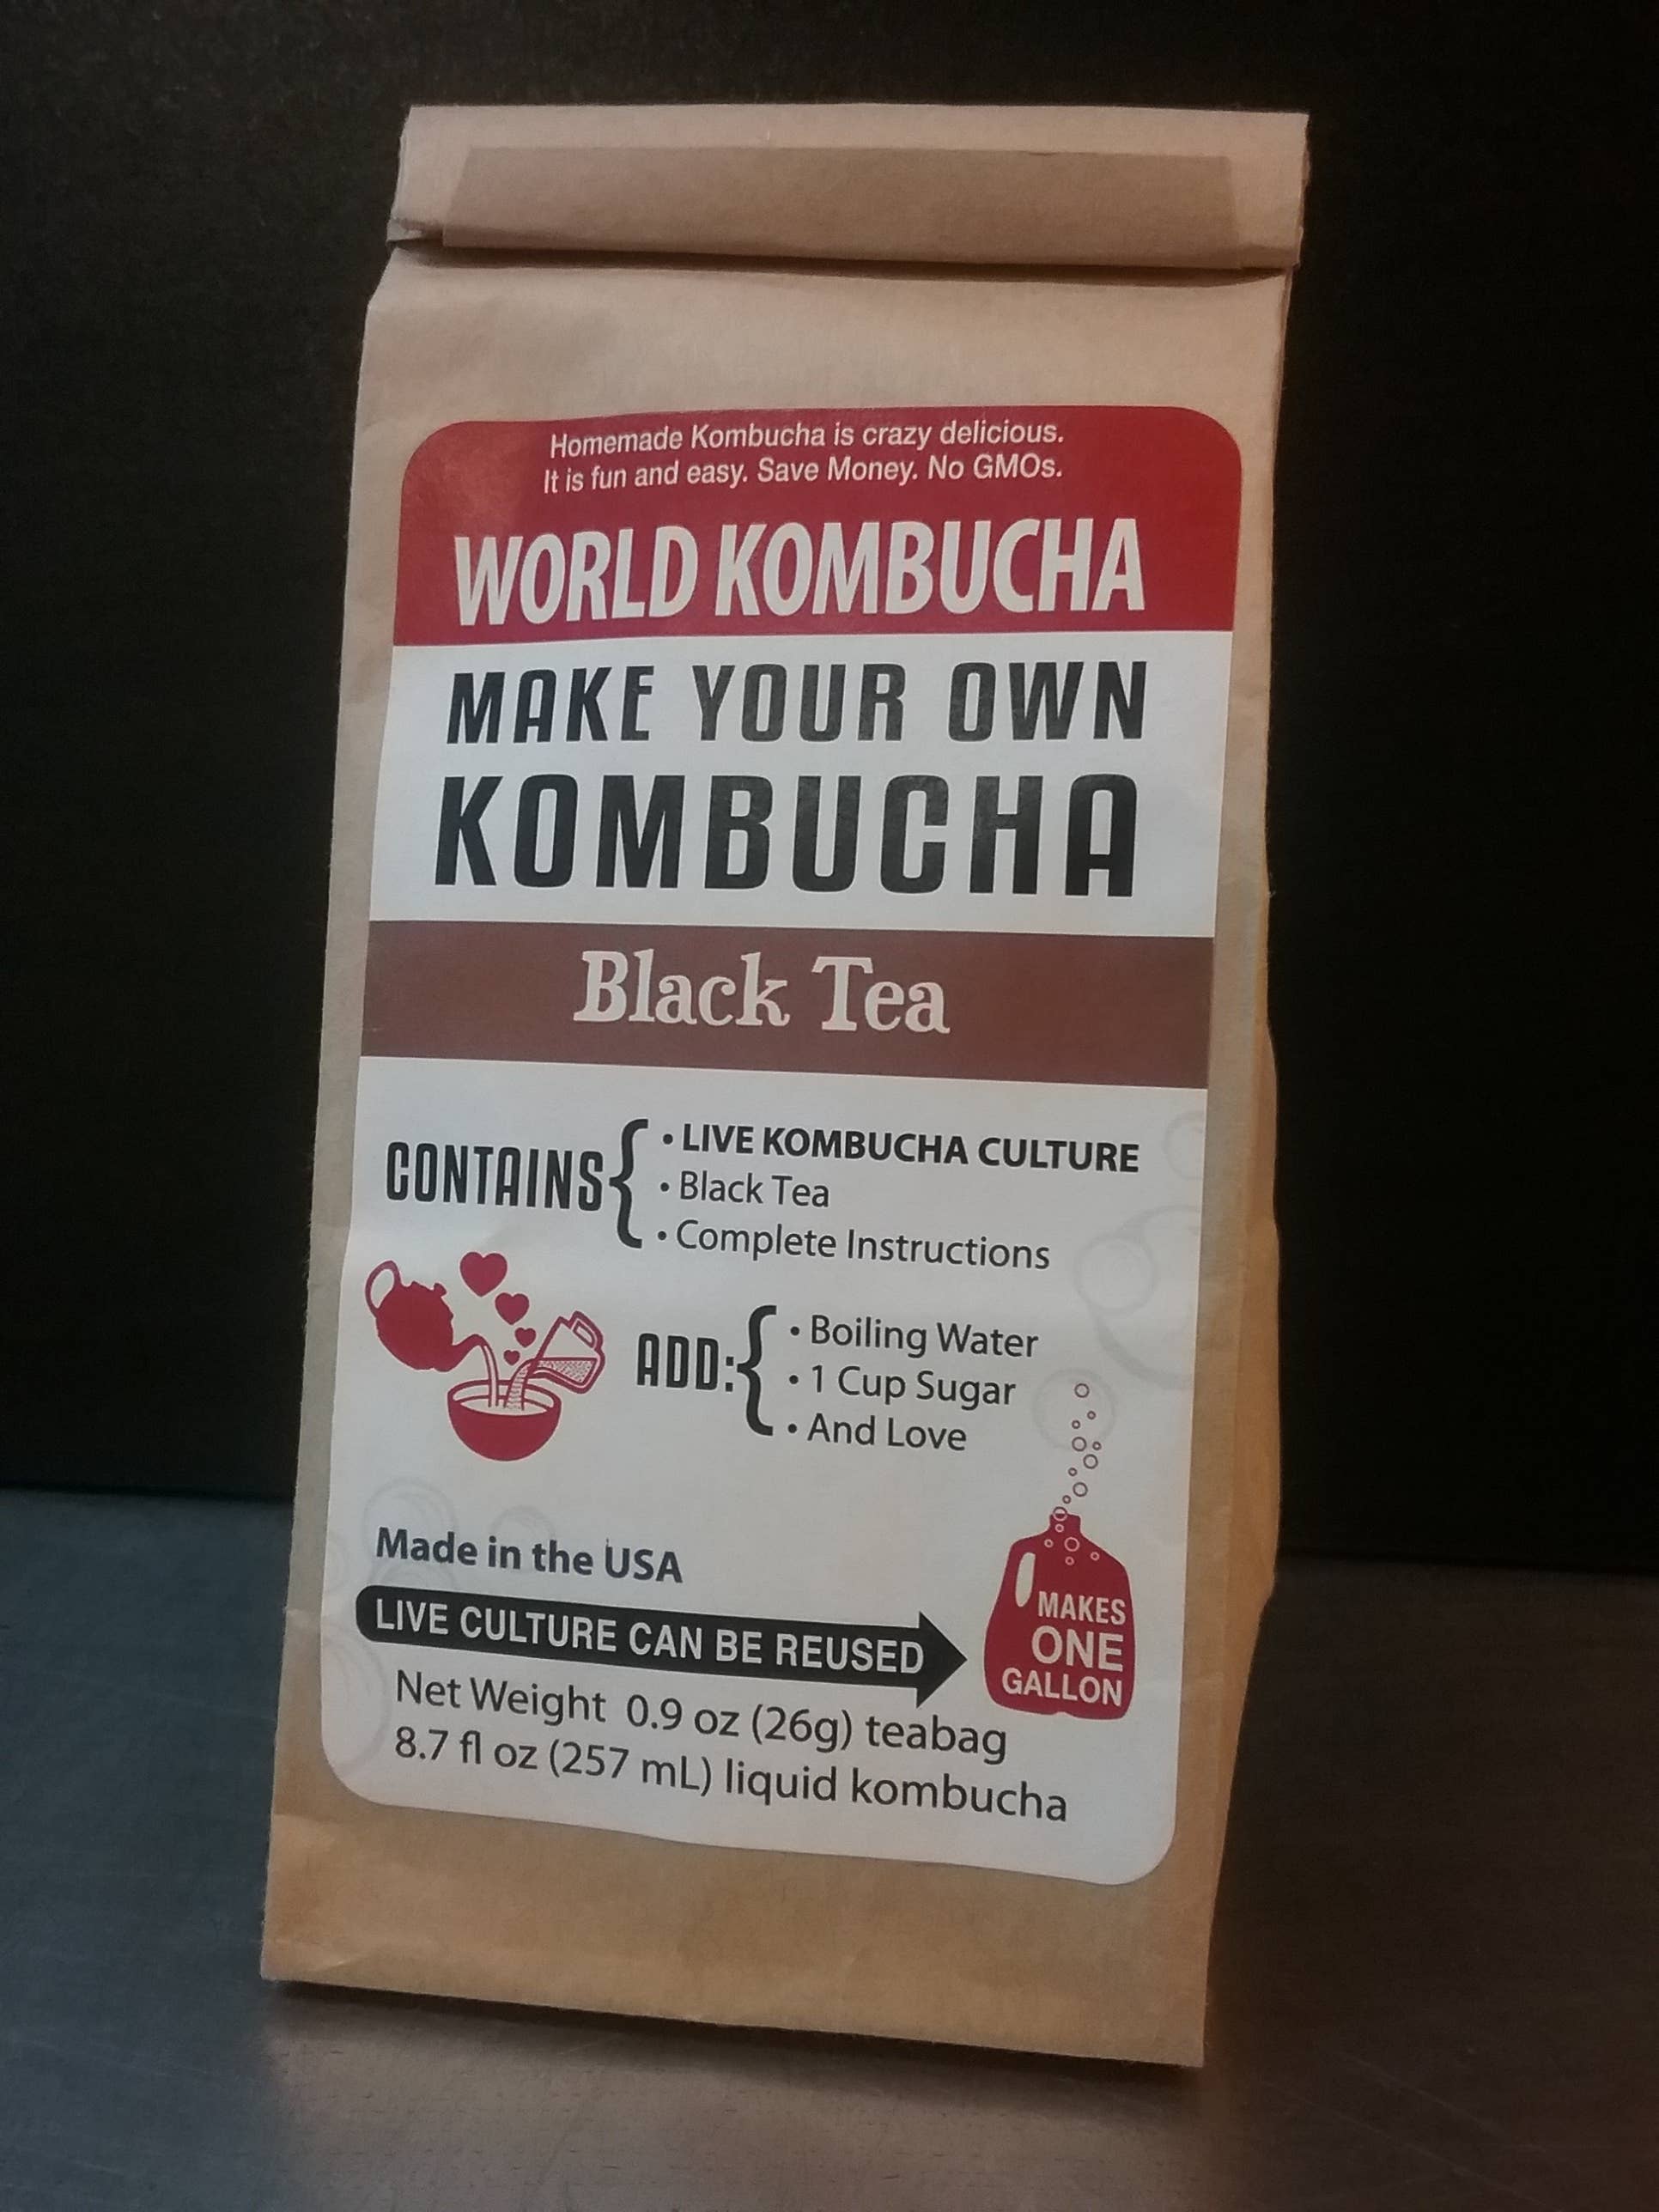 Homemade Kombucha is crazy delicious.
It is fun and easy. Save Money. No GMOs.
WORLD KOMBUCHA
MAKE YOUR OWN
KOMBUCHA
Black Tea
CONTAINS
• LIVE KOMBUCHA CULTURE
• Black Tea
• Complete Instructions
ADD:
• Boiling Water
• 1 Cup Sugar
• And Love
Made in the USA
LIVE CULTURE CAN BE REUSED
MAKES
ONE
GALLON
Net Weight 0.9 oz (26g) teabag
8.7 fl oz (257 mL) liquid kombucha